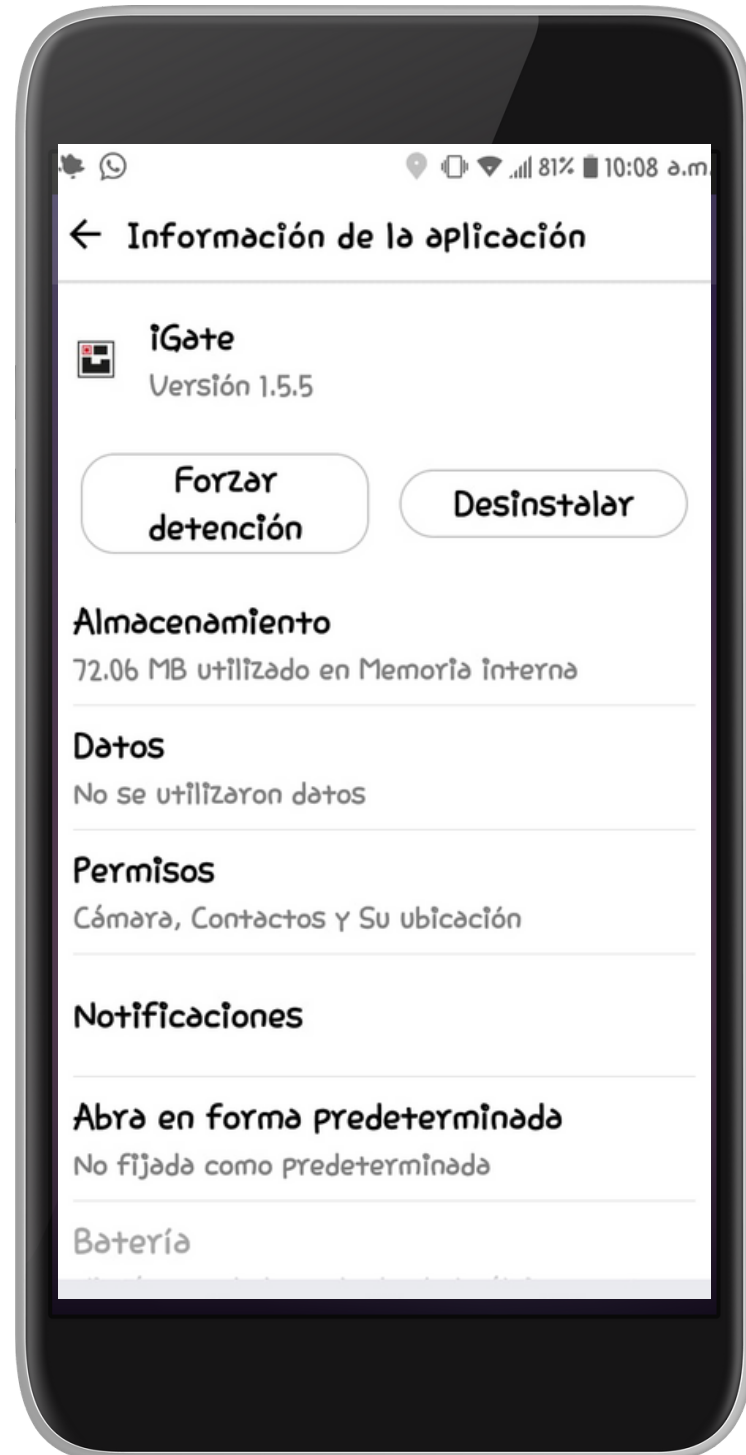 81% 10:08 a.m.
← Información de la aplicación
iGate
Versión 1.5.5
Forzar
detención
Desinstalar
Almacenamiento
72.06 MB utilizado en Memoria interna
Datos
No se utilizaron datos
Permisos
Cámara, Contactos y Su ubicación
Notificaciones
Abra en forma predeterminada
No fijada como predeterminada
Batería